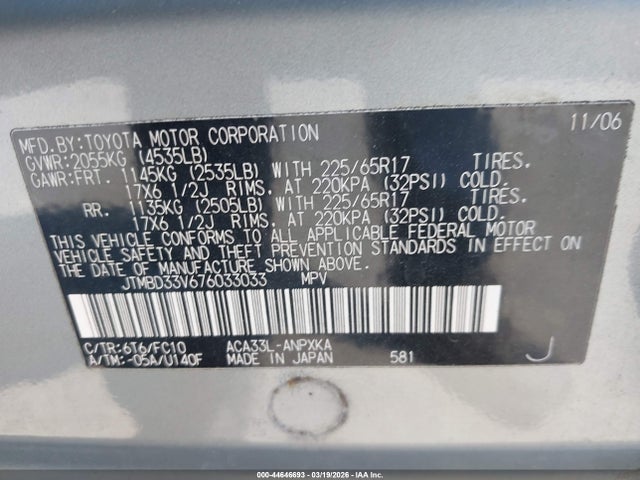 MFD.BY:TOYOTA MOTOR CORPORATION 11/06
GVWR:2055KG (4535LB)
GAWR:FRT. 1145KG (2535LB) WITH 225/65R17 TIRES.
17X6 1/2J RIMS. AT 220KPA (32PSI) COLD.
RR. 1135KG (2505LB) WITH 225/65R17 TIRES.
17X6 1/2J RIMS. AT 220KPA (32PSI) COLD.
THIS VEHICLE CONFORMS TO ALL APPLICABLE FEDERAL MOTOR
VEHICLE SAFETY AND THEFT PREVENTION STANDARDS IN EFFECT ON
THE DATE OF MANUFACTURE SHOWN ABOVE.
JTMBD33V676033033 MPV
C/TR:6T6/FC10 ACA33L-ANPXKA
A/TM:-05A/U140F MADE IN JAPAN 581 J
000-44646693 - 03/19/2026 - IAA Inc.